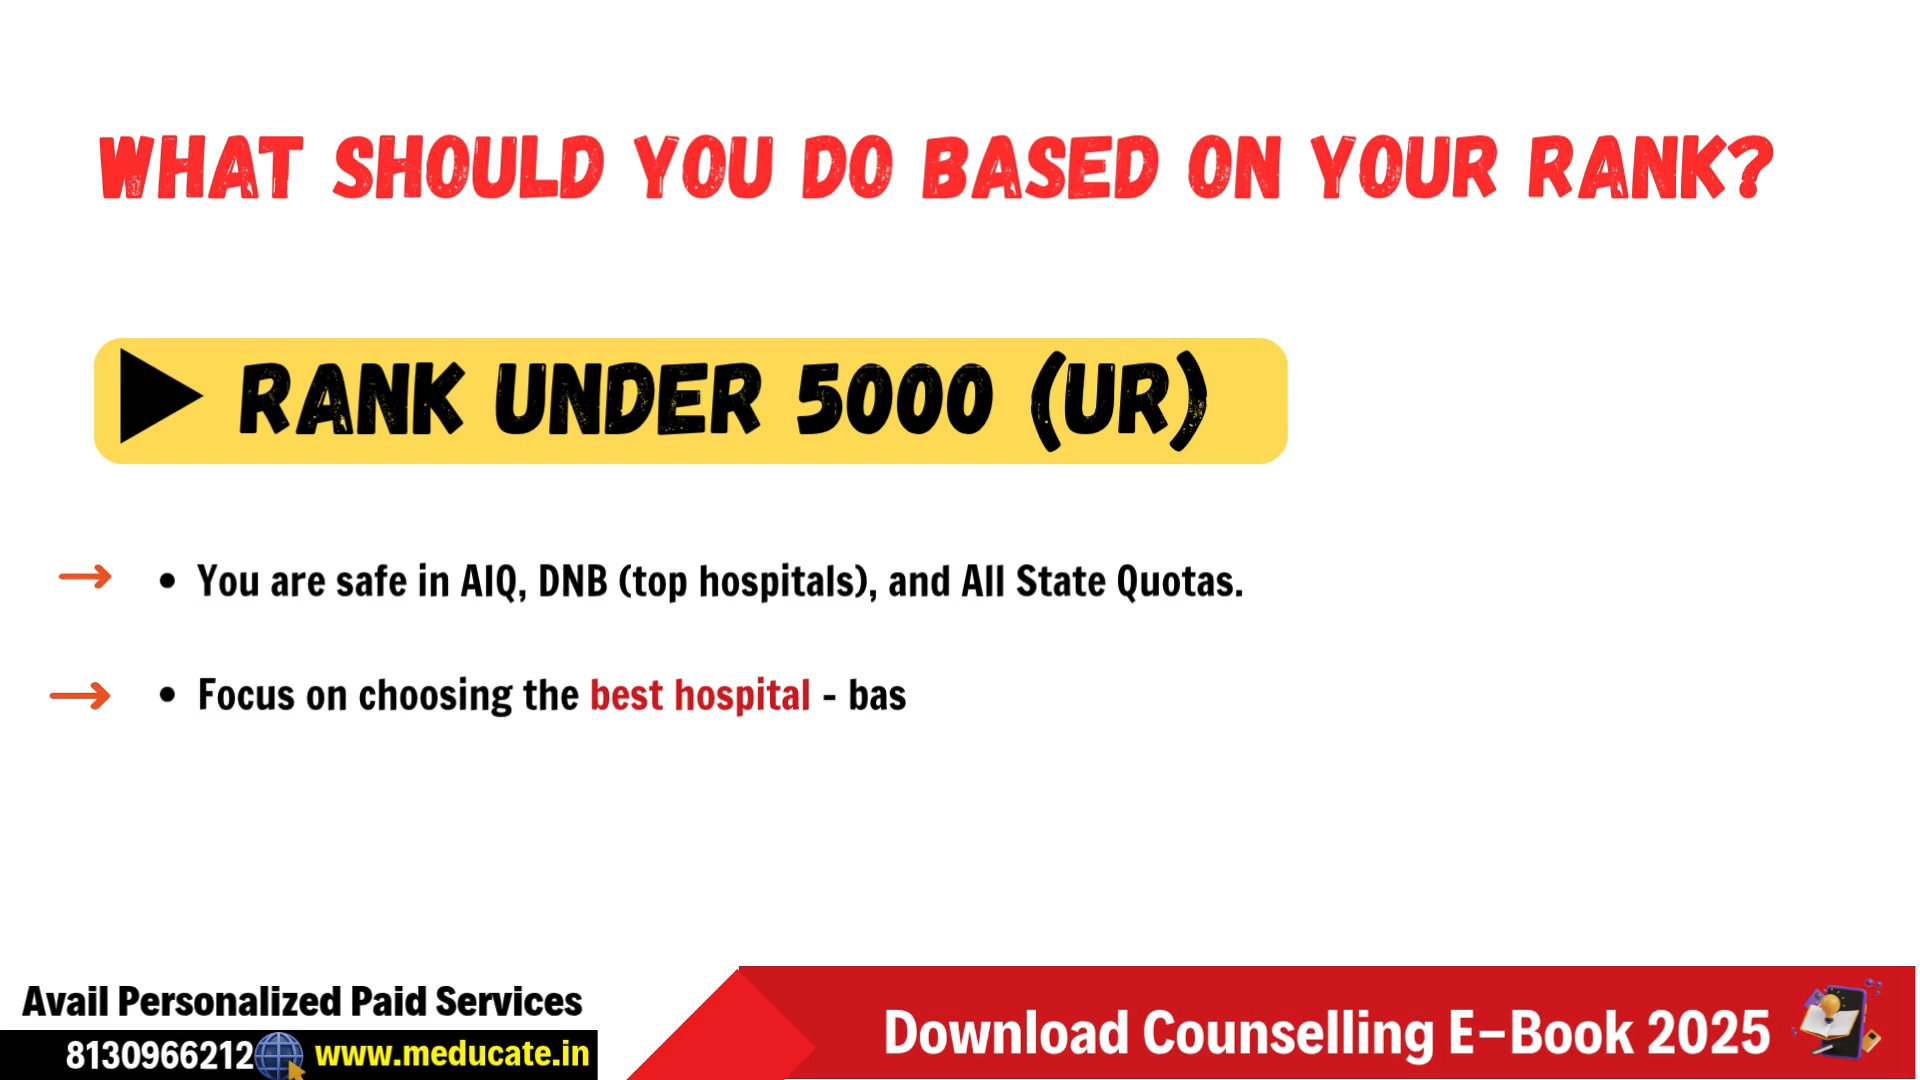 WHAT SHOULD YOU DO BASED ON YOUR RANK?
RANK UNDER 5000 (UR)
• You are safe in AIQ, DNB (top hospitals), and All State Quotas.
• Focus on choosing the best hospital - bas
Avail Personalized Paid Services
8130966212 www.meducate.in
Download Counselling E-Book 2025